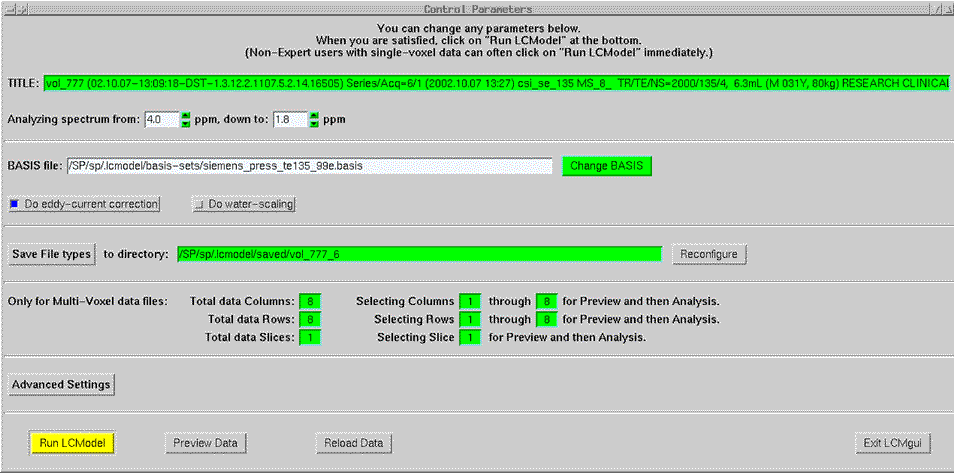 Control Parameters
You can change any parameters below.
When you are satisfied, click on "Run LCModel" at the bottom.
(Non-Expert users with single-voxel data can often click on "Run LCModel" immediately.)
TITLE: vol_777 (02.10.07-13:09:18-DST-1.3.12.2.1107.5.2.14.16505) Series/Acq=6/1 (2002.10.07 13:27) csi_se_135 MS_8_ TR/TE/NS=2000/135/4, 6.3mL (M 031Y, 80kg) RESEARCH CLINICAL
Analyzing spectrum from: 4.0 ppm, down to: 1.8 ppm
BASIS file: /SP/sp/.lcmodel/basis-sets/siemens_press_te135_99e.basis Change BASIS
Do eddy-current correction Do water-scaling
Save File types to directory: /SP/sp/.lcmodel/saved/vol_777_6 Reconfigure
Only for Multi-Voxel data files: Total data Columns: 8 Selecting Columns 1 through 8 for Preview and then Analysis.
Total data Rows: 8 Selecting Rows 1 through 8 for Preview and then Analysis.
Total data Slices: 1 Selecting Slice 1 for Preview and then Analysis.
Advanced Settings
Run LCModel Preview Data Reload Data Exit LCMgui